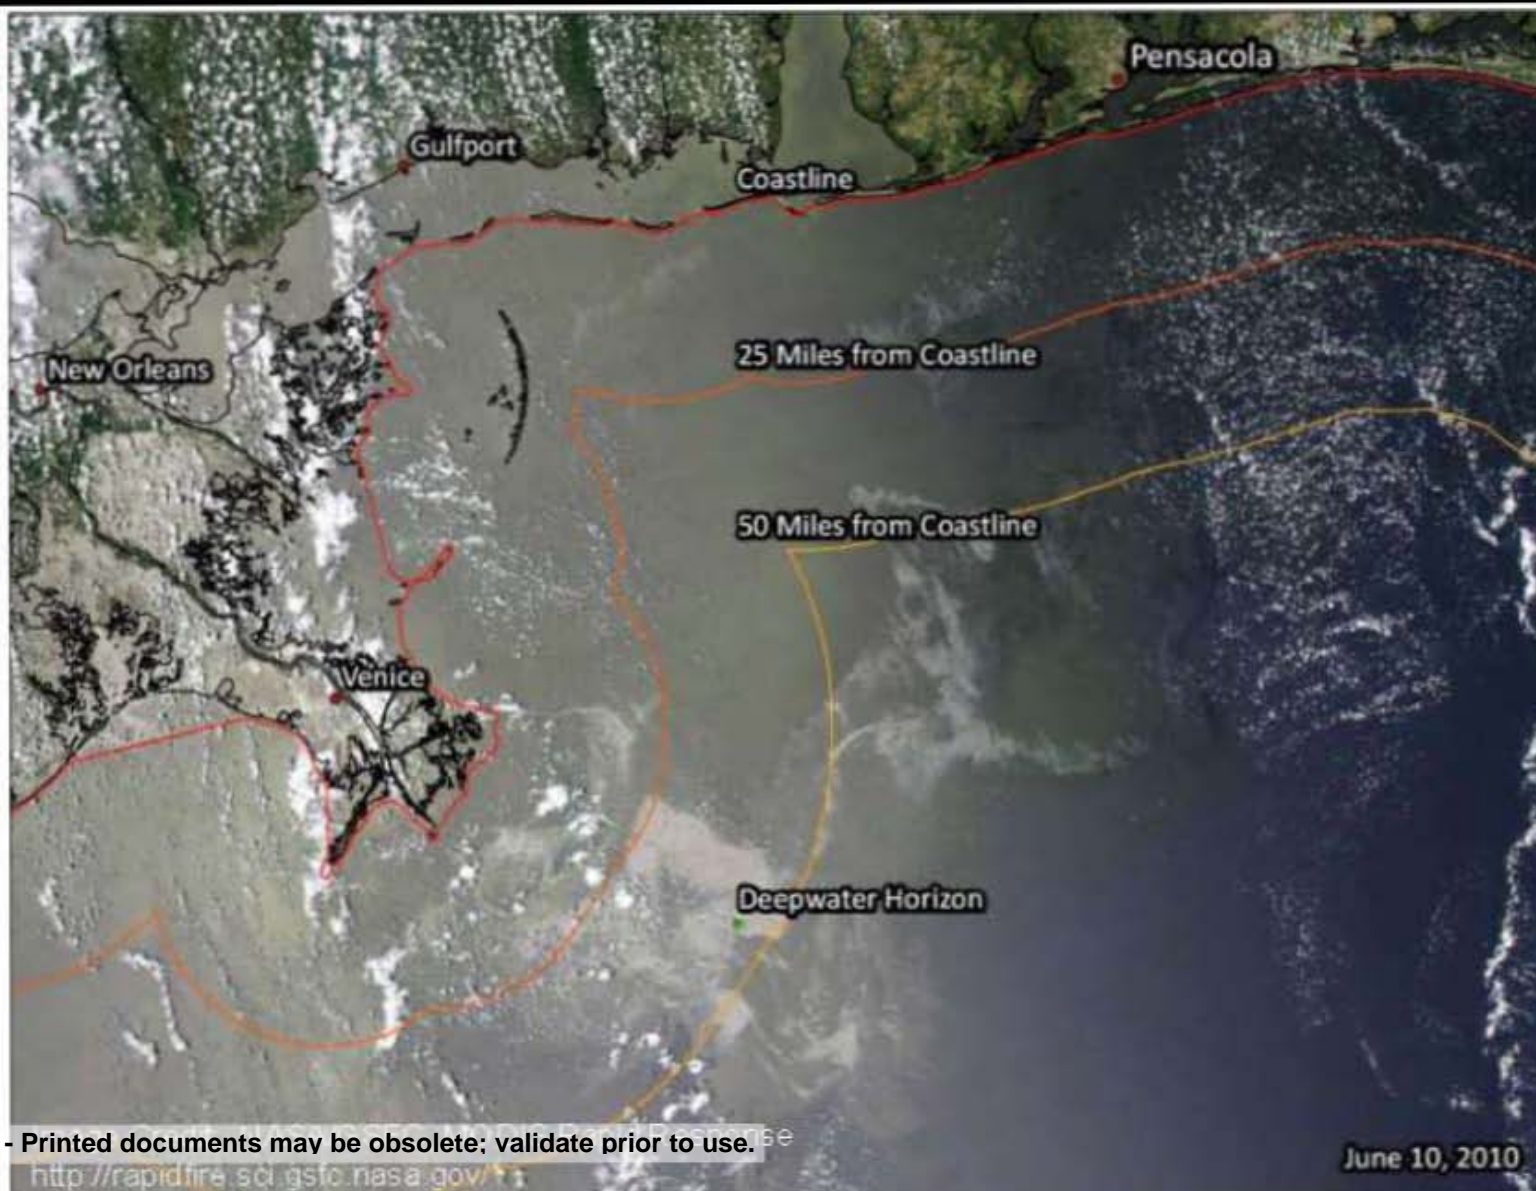 Pensacola
Gulfport
Coastline
25 Miles from Coastline
New Orleans
50 Miles from Coastline
Venice
Deepwater Horizon
- Printed documents may be obsolete; validate prior to use.
http://rapidfire.sci.gsfc.nasa.gov/
June 10, 2010